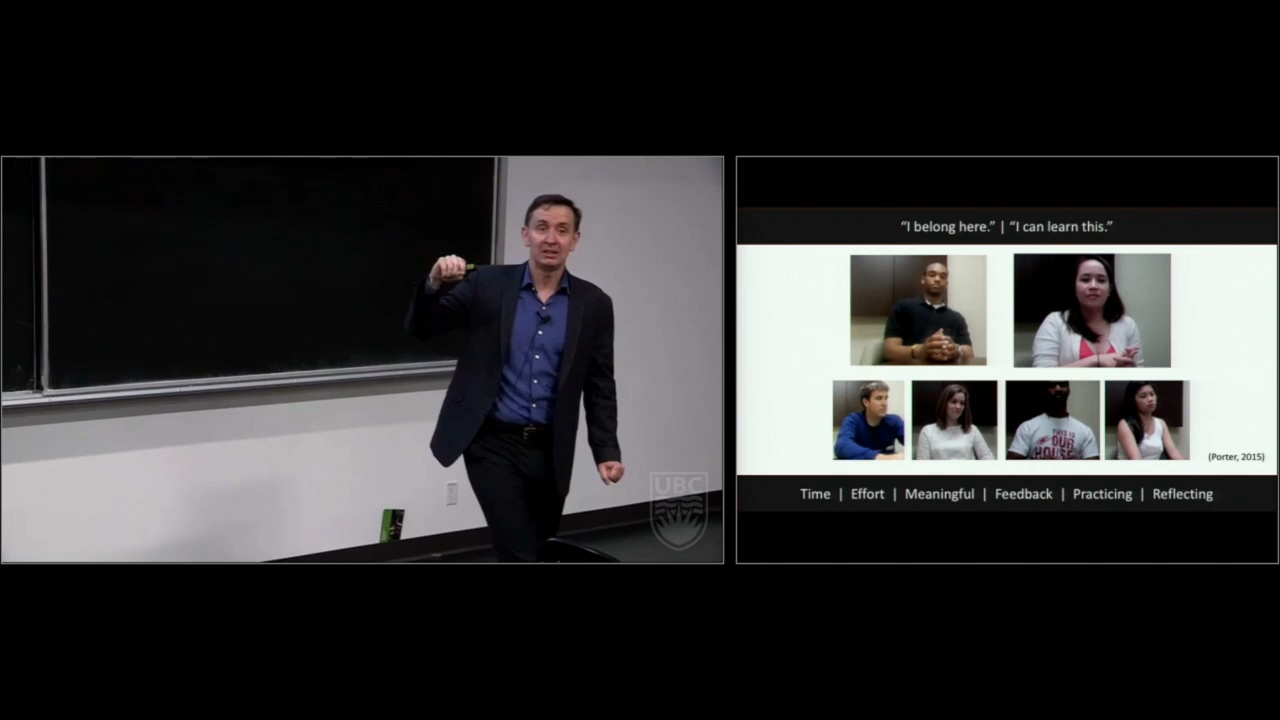 UBC
“I belong here.” | “I can learn this.”
THIS IS
OUR
HOUSE
(Porter, 2015)
Time | Effort | Meaningful | Feedback | Practicing | Reflecting